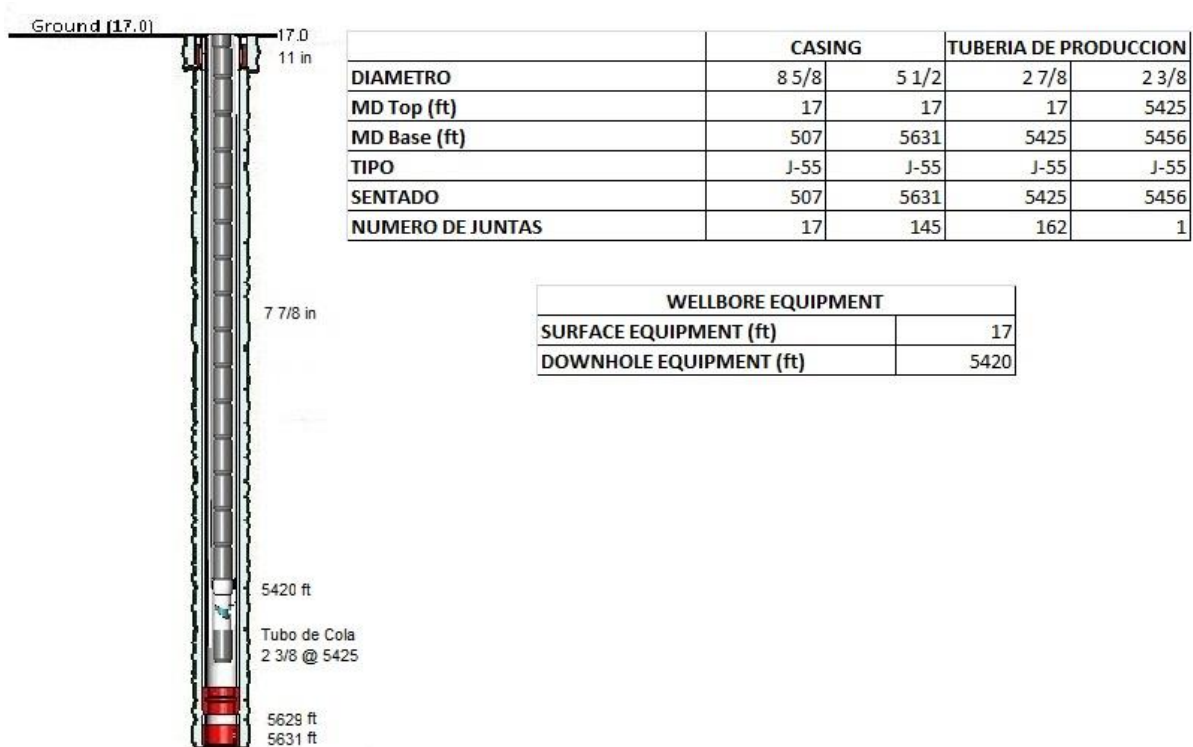 Ground (17.0)
17.0
11 in
CASING TUBERIA DE PRODUCCION
DIAMETRO 8 5/8 5 1/2 2 7/8 2 3/8
MD Top (ft) 17 17 17 5425
MD Base (ft) 507 5631 5425 5456
TIPO J-55 J-55 J-55 J-55
SENTADO 507 5631 5425 5456
NUMERO DE JUNTAS 17 145 162 1
7 7/8 in
WELLBORE EQUIPMENT
SURFACE EQUIPMENT (ft) 17
DOWNHOLE EQUIPMENT (ft) 5420
5420 ft
Tubo de Cola
2 3/8 @ 5425
5629 ft
5631 ft